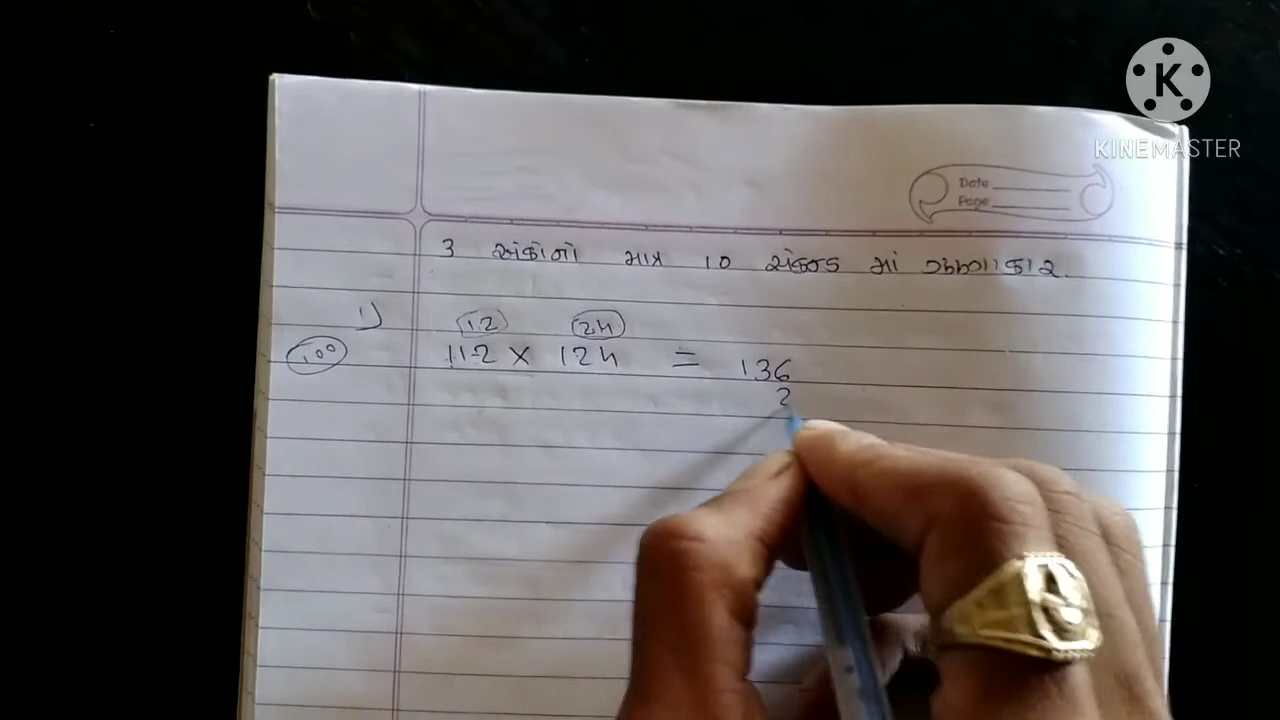 K
KINEMASTER
Date
Page
3 અંકોનો માત્ર 10 સેકન્ડ માં ગુણાકાર.
1) 12 24
100 112 × 124 = 136
2